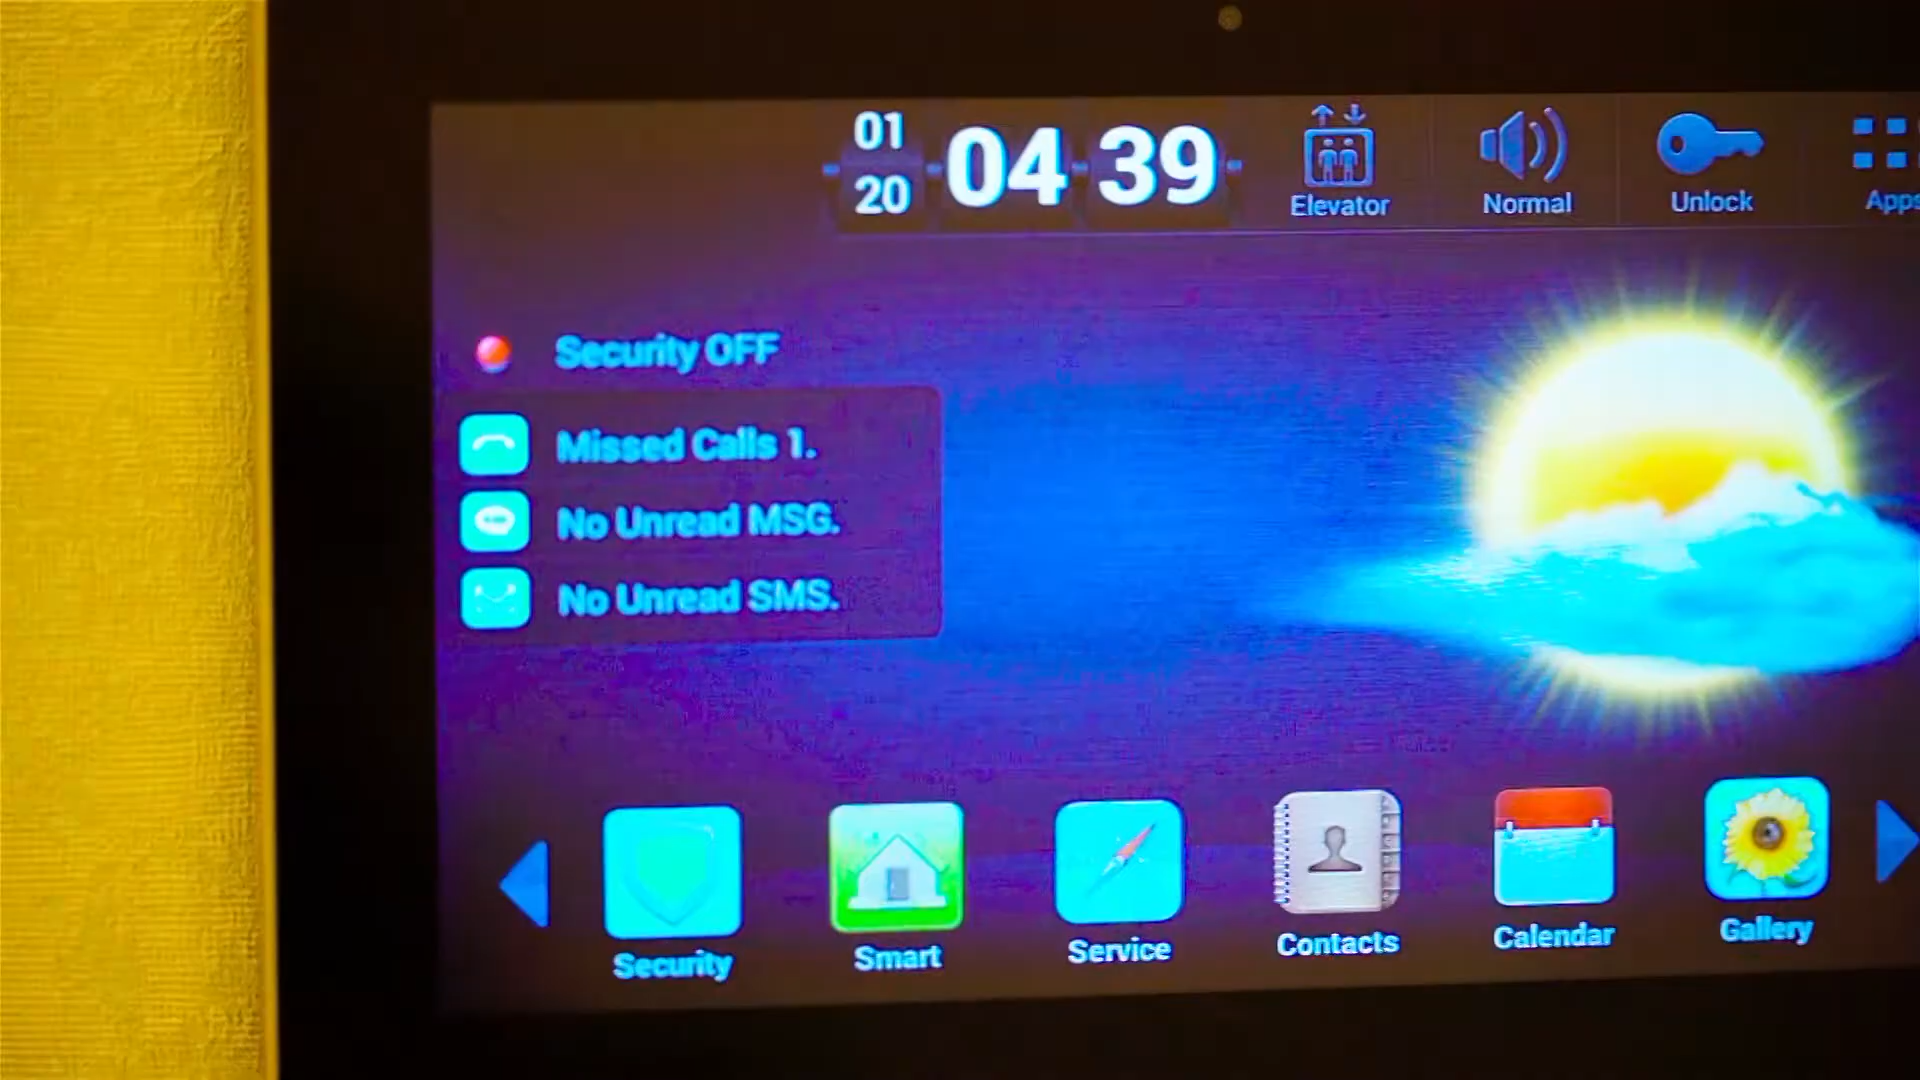 01
20
04 39
Elevator
Normal
Unlock
Apps
Security OFF
Missed Calls 1.
No Unread MSG.
No Unread SMS.
Security
Smart
Service
Contacts
Calendar
Gallery